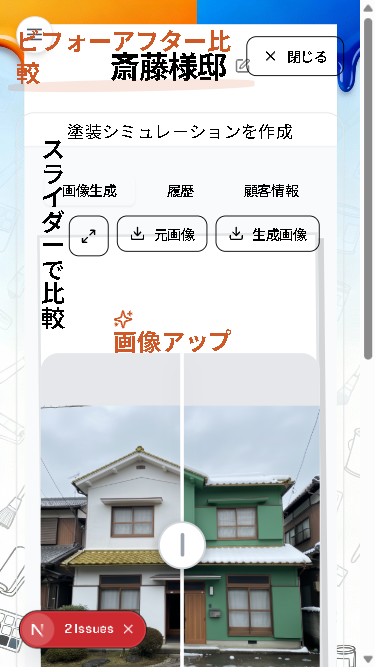 ビフォーアフター比
較
斎藤様邸
閉じる
塗装シミュレーションを作成
スライダーで比較
画像生成
履歴
顧客情報
元画像
生成画像
画像アップ
N
2 Issues